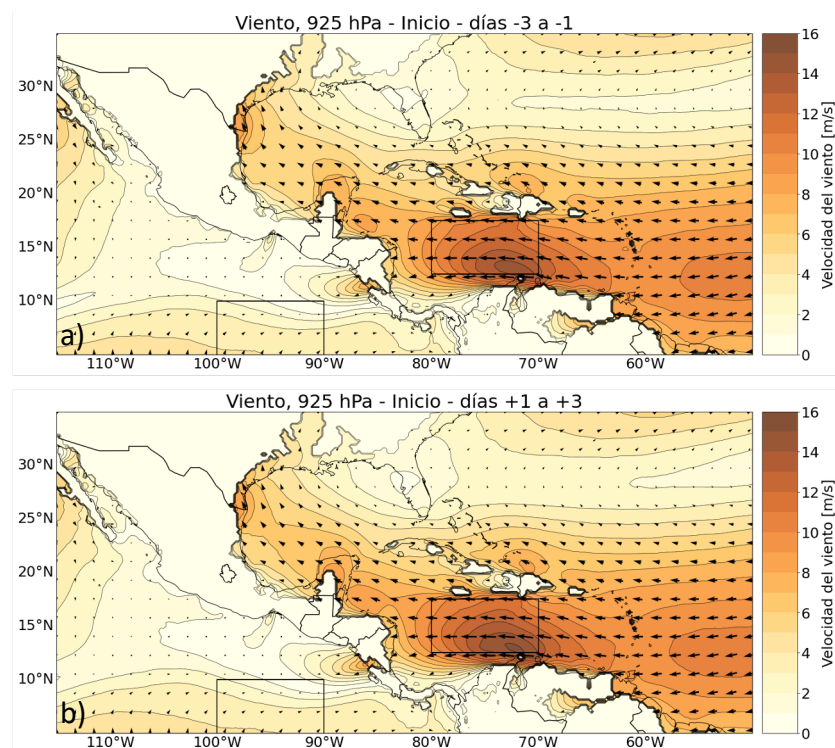 Viento, 925 hPa - Inicio - días -3 a -1
30°N
25°N
20°N
15°N
10°N
a)
110°W 100°W 90°W 80°W 70°W 60°W
16
14
12
10
8
6
4
2
0
Velocidad del viento [m/s]
Viento, 925 hPa - Inicio - días +1 a +3
30°N
25°N
20°N
15°N
10°N
b)
110°W 100°W 90°W 80°W 70°W 60°W
16
14
12
10
8
6
4
2
0
Velocidad del viento [m/s]